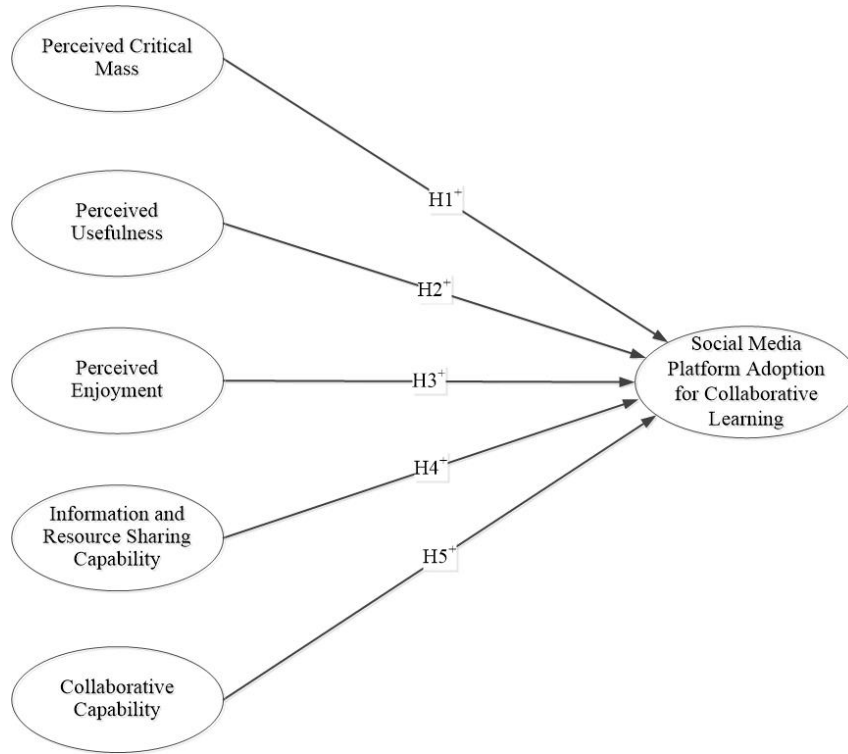 Perceived Critical
Mass
H1+
Perceived
Usefulness
H2+
Perceived
Enjoyment
H3+
Social Media
Platform Adoption
for Collaborative
Learning
H4+
Information and
Resource Sharing
Capability
H5+
Collaborative
Capability